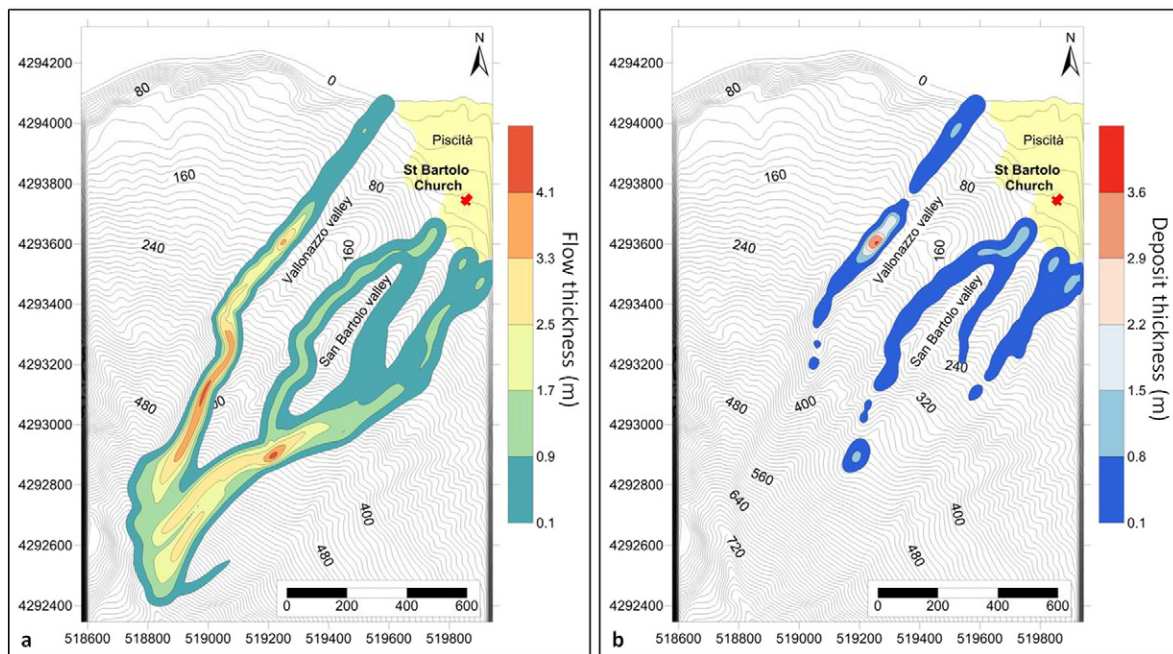 N
4294200
4294000
4293800
4293600
4293400
4293200
4293000
4292800
4292600
4292400
0
80
Piscità
St Bartolo
Church
160
80
240
Vallonazzo valley
160
San Bartolo valley
480
400
480
0 200 400 600
518600 518800 519000 519200 519400 519600 519800
a
4.1
3.3
2.5
1.7
0.9
0.1
Flow thickness (m)
N
4294200
4294000
4293800
4293600
4293400
4293200
4293000
4292800
4292600
4292400
0
80
Piscità
St Bartolo
Church
160
80
240
Vallonazzo valley
160
San Bartolo valley
240
320
480
400
560
640
400
720
480
0 200 400 600
518600 518800 519000 519200 519400 519600 519800
b
3.6
2.9
2.2
1.5
0.8
0.1
Deposit thickness (m)